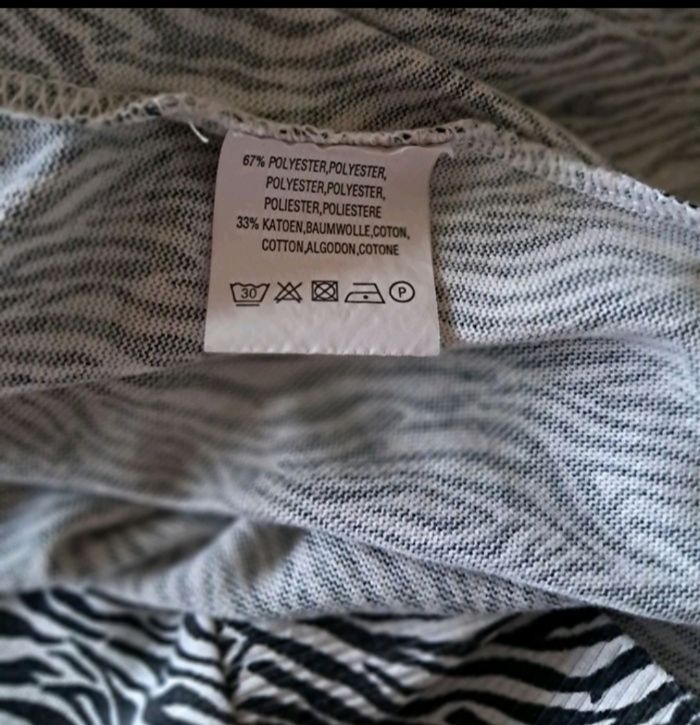 67% POLYESTER,POLYESTER,
POLYESTER,POLYESTER,
POLIESTER,POLIESTERE
33% KATOEN,BAUMWOLLE,COTON,
COTTON,ALGODON,COTONE
30 P